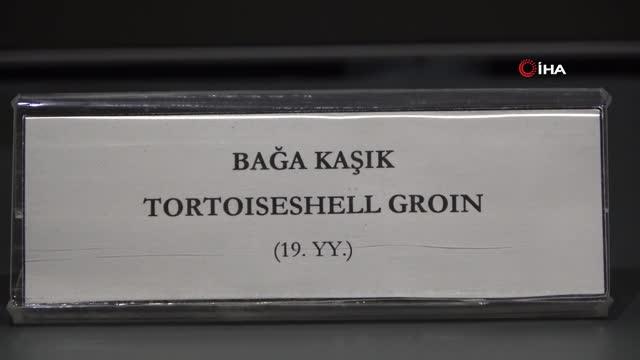 İHA
BAĞA KAŞIK
TORTOISESHELL GROIN
(19. YY.)